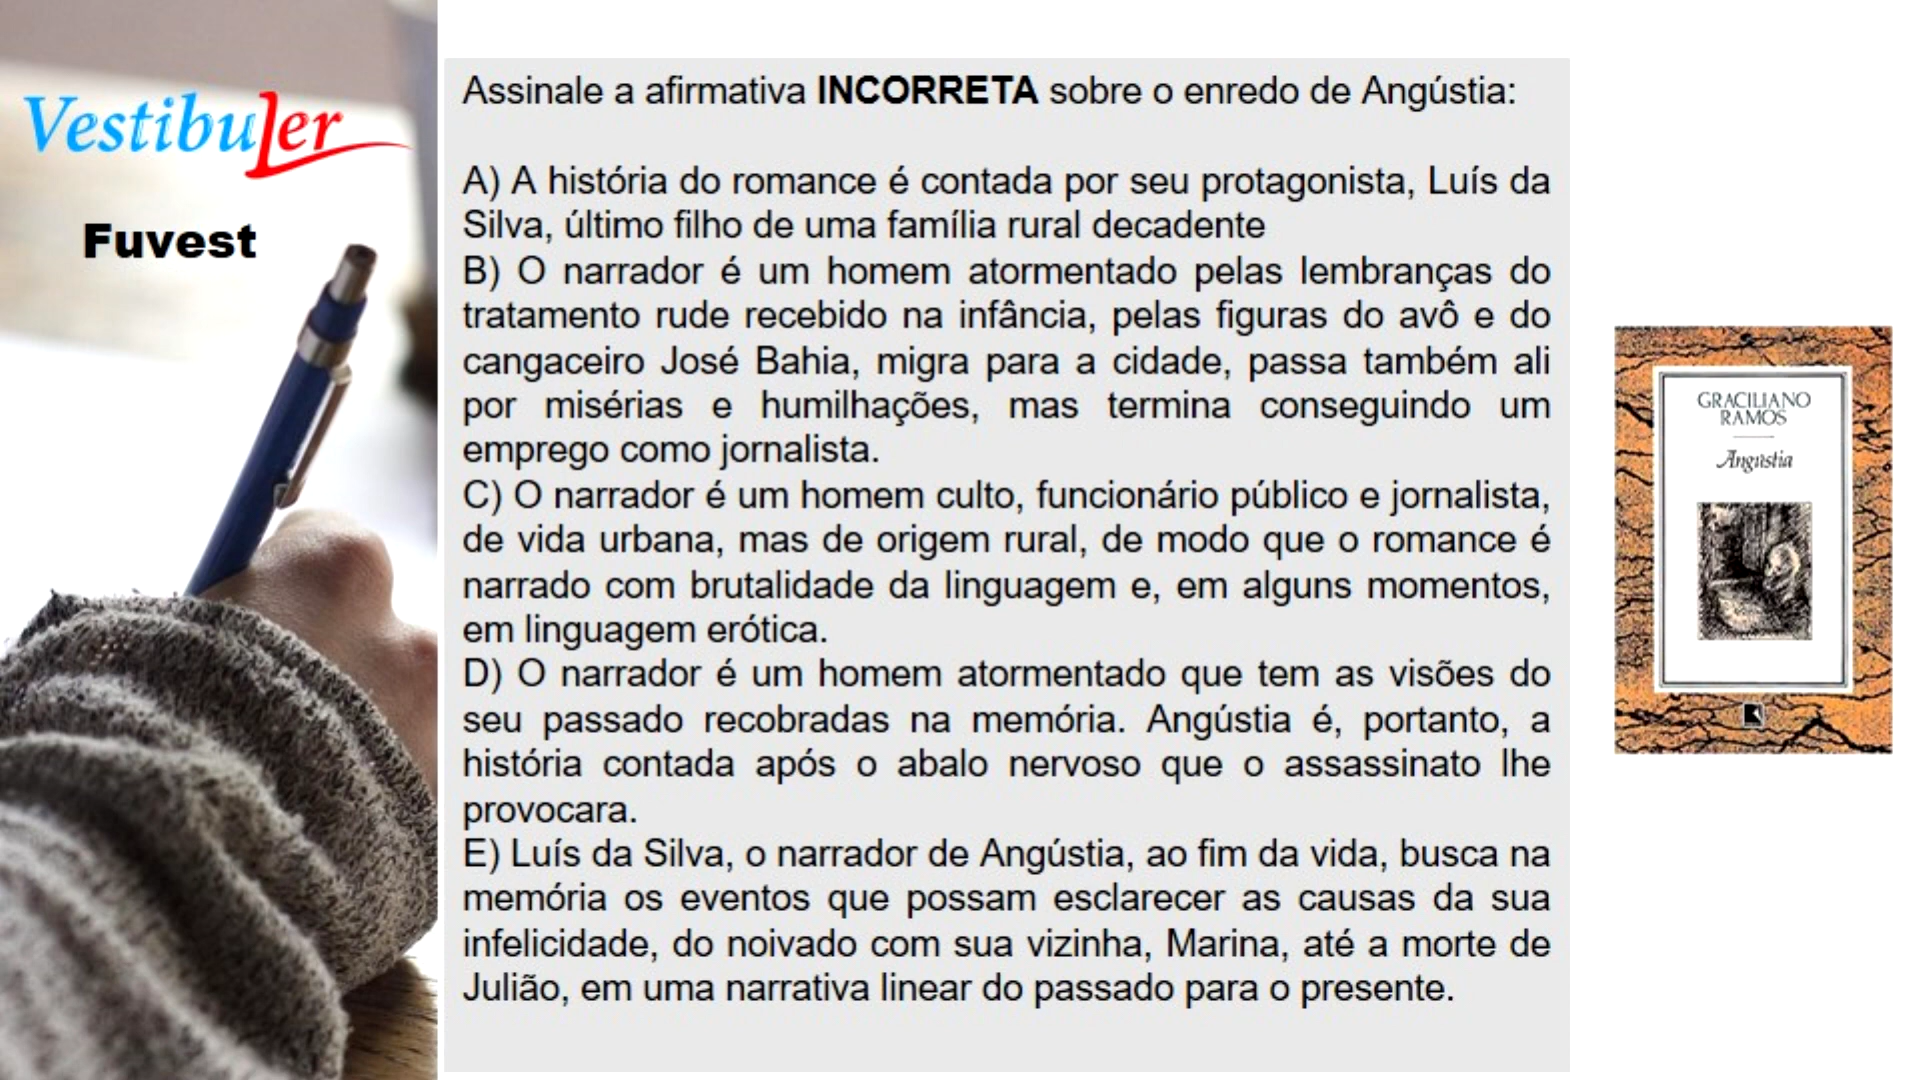 Vestibuler
Fuvest
Assinale a afirmativa INCORRETA sobre o enredo de Angústia:
A) A história do romance é contada por seu protagonista, Luís da
Silva, último filho de uma família rural decadente
B) O narrador é um homem atormentado pelas lembranças do
tratamento rude recebido na infância, pelas figuras do avô e do
cangaceiro José Bahia, migra para a cidade, passa também ali
por misérias e humilhações, mas termina conseguindo um
emprego como jornalista.
C) O narrador é um homem culto, funcionário público e jornalista,
de vida urbana, mas de origem rural, de modo que o romance é
narrado com brutalidade da linguagem e, em alguns momentos,
em linguagem erótica.
D) O narrador é um homem atormentado que tem as visões do
seu passado recobradas na memória. Angústia é, portanto, a
história contada após o abalo nervoso que o assassinato lhe
provocara.
E) Luís da Silva, o narrador de Angústia, ao fim da vida, busca na
memória os eventos que possam esclarecer as causas da sua
infelicidade, do noivado com sua vizinha, Marina, até a morte de
Julião, em uma narrativa linear do passado para o presente.
GRACILIANO
RAMOS
Angústia